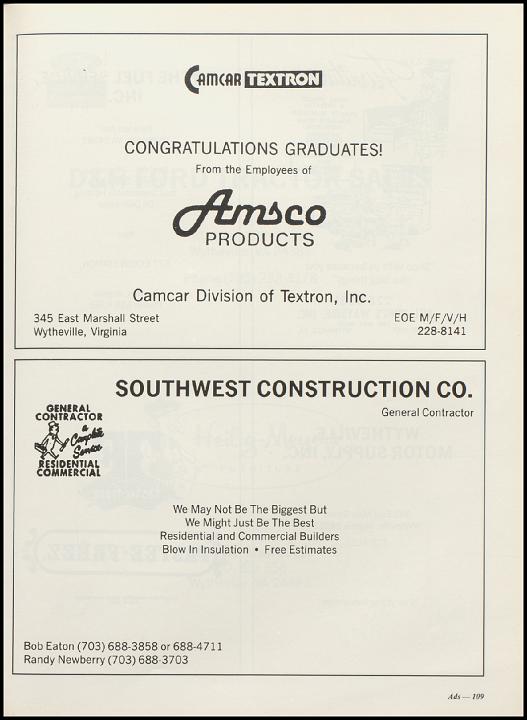 CAMCAR TEXTRON
CONGRATULATIONS GRADUATES!
From the Employees of
Amsco
PRODUCTS
Camcar Division of Textron, Inc.
345 East Marshall Street
Wytheville, Virginia
EOE M/F/V/H
228-8141
SOUTHWEST CONSTRUCTION CO.
General Contractor
GENERAL
CONTRACTOR
a
Complete
Service
RESIDENTIAL
COMMERCIAL
We May Not Be The Biggest But
We Might Just Be The Best
Residential and Commercial Builders
Blow In Insulation • Free Estimates
Bob Eaton (703) 688-3858 or 688-4711
Randy Newberry (703) 688-3703
Ads — 109